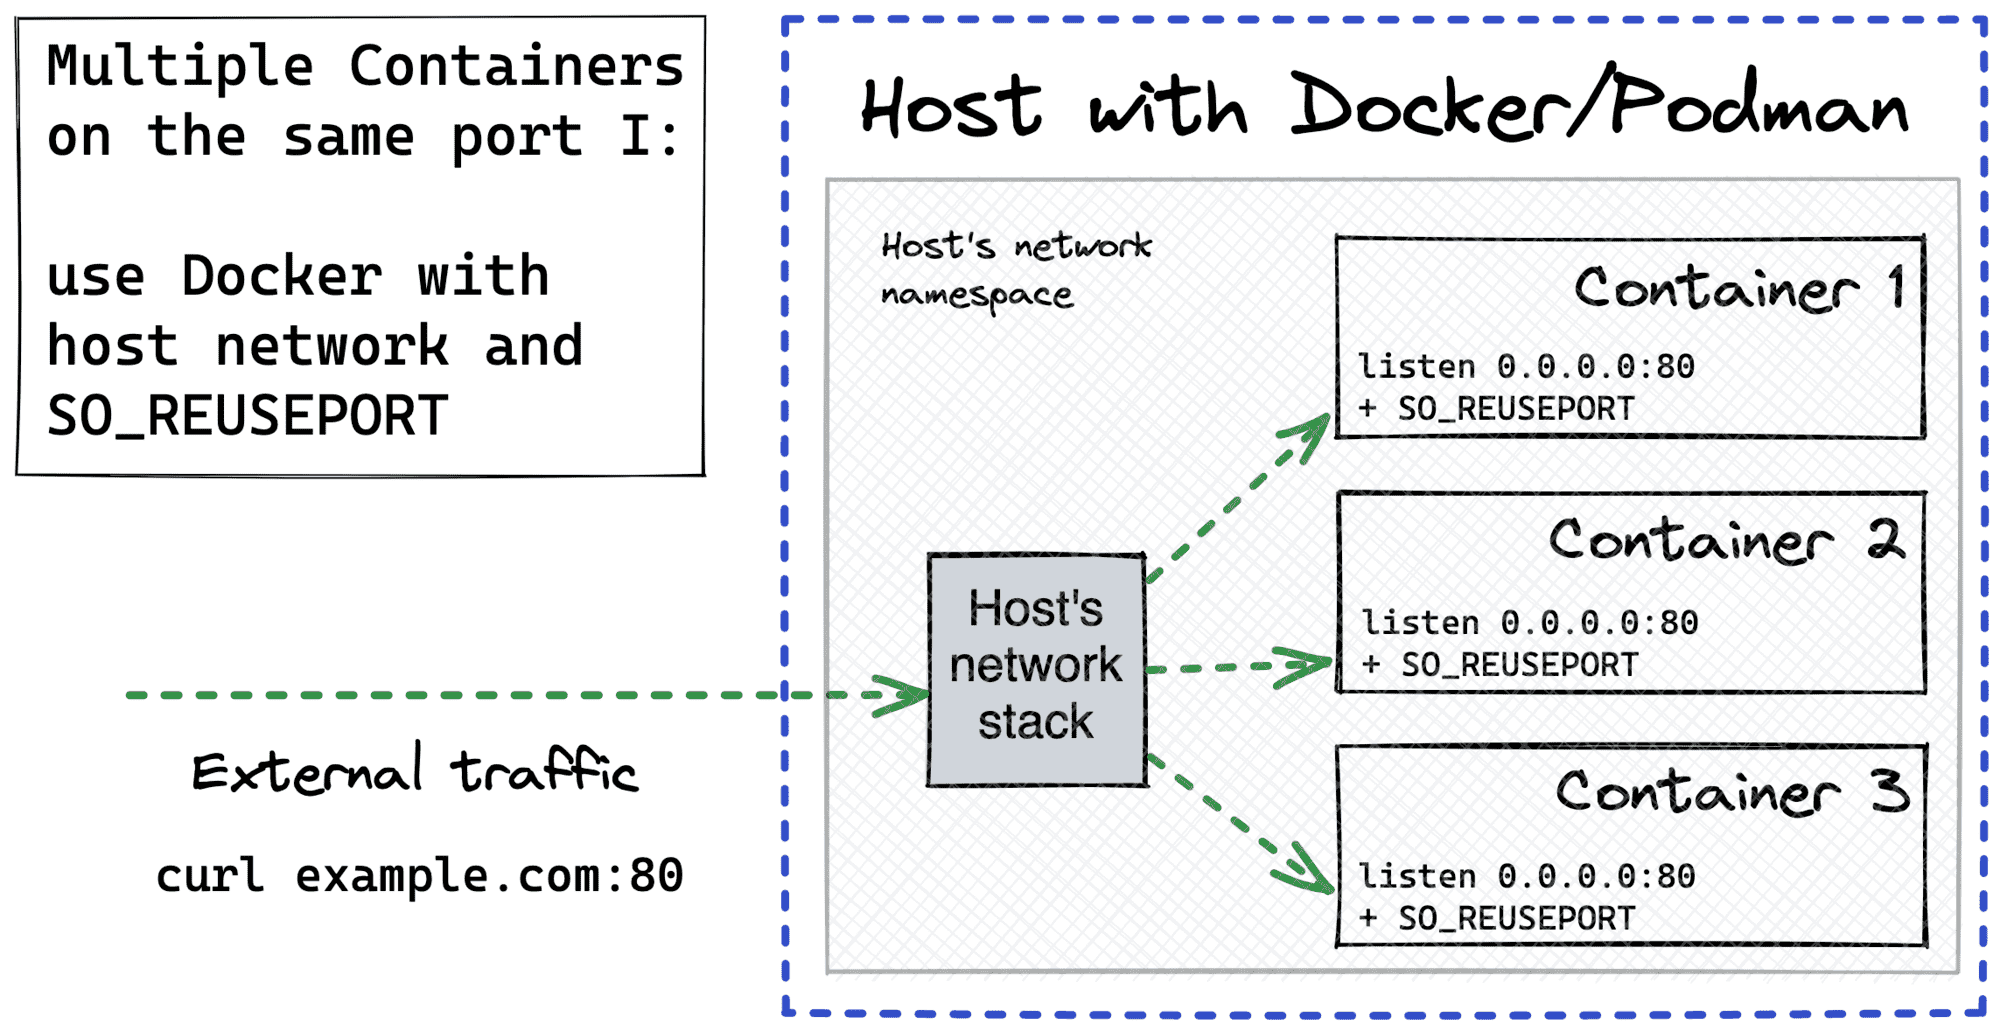 Multiple Containers
on the same port I:
use Docker with
host network and
SO_REUSEPORT
Host with Docker/Podman
Host's network
namespace
Container 1
listen 0.0.0.0:80
+ SO_REUSEPORT
Container 2
listen 0.0.0.0:80
+ SO_REUSEPORT
Host's
network
stack
Container 3
listen 0.0.0.0:80
+ SO_REUSEPORT
External traffic
curl example.com:80